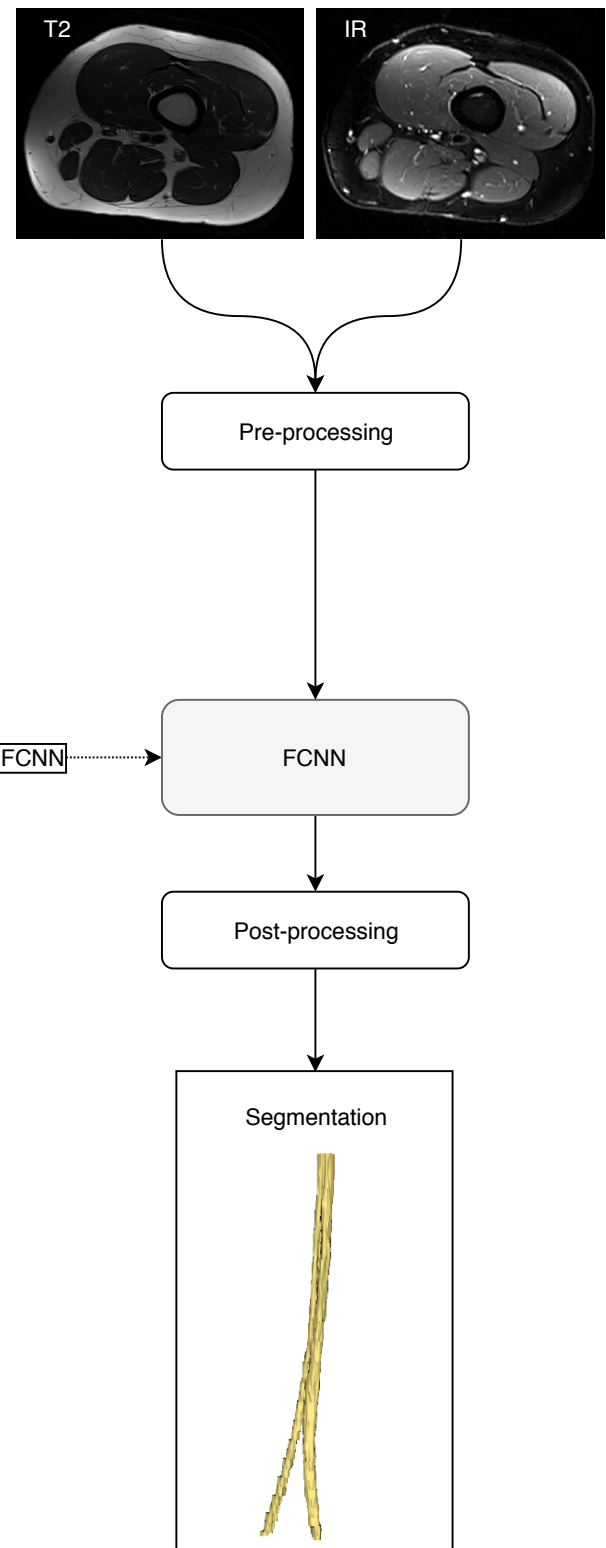 T2
IR
Pre-processing
FCNN
FCNN
Post-processing
Segmentation